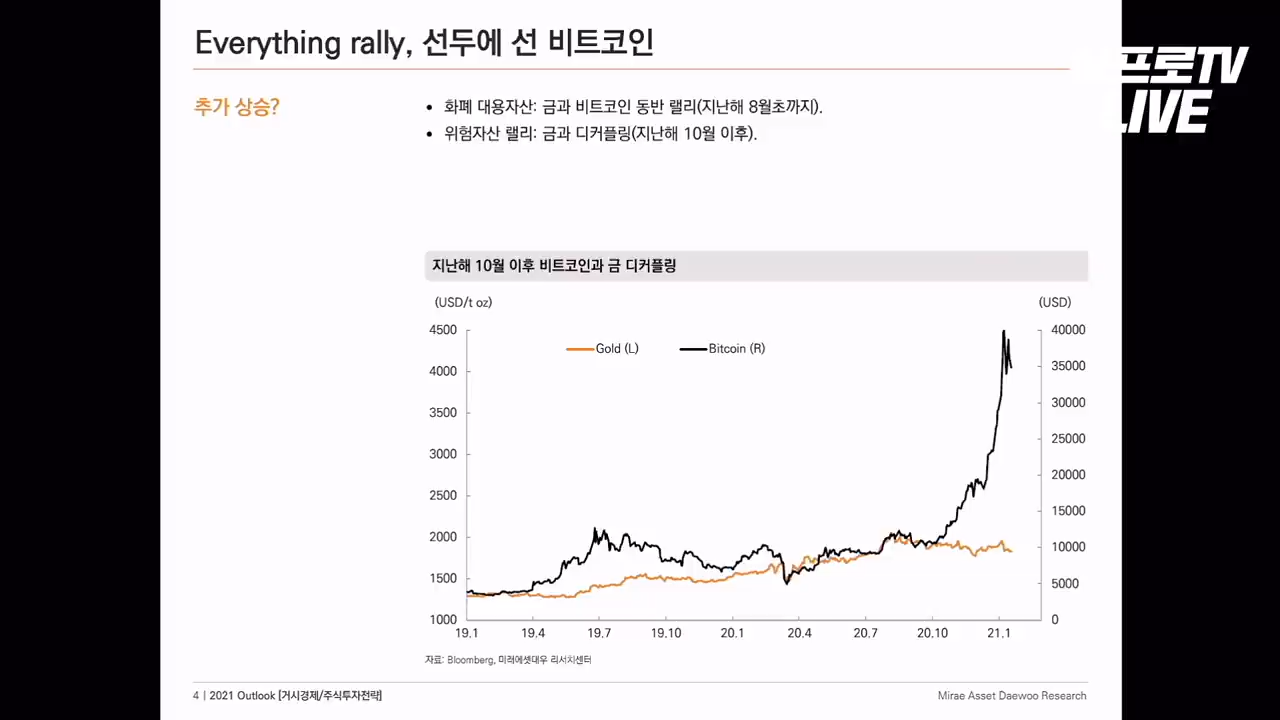 Everything rally, 선두에 선 비트코인
프로TV
LIVE
추가 상승?
• 화폐 대용자산: 금과 비트코인 동반 랠리(지난해 8월초까지).
• 위험자산 랠리: 금과 디커플링(지난해 10월 이후).
지난해 10월 이후 비트코인과 금 디커플링
(USD/t oz) (USD)
Gold (L) Bitcoin (R)
4500 40000
4000 35000
3500 30000
3000 25000
2500 20000
2000 15000
1500 10000
1000 5000
0
19.1 19.4 19.7 19.10 20.1 20.4 20.7 20.10 21.1
자료: Bloomberg, 미래에셋대우 리서치센터
4 | 2021 Outlook [거시경제/주식투자전략] Mirae Asset Daewoo Research